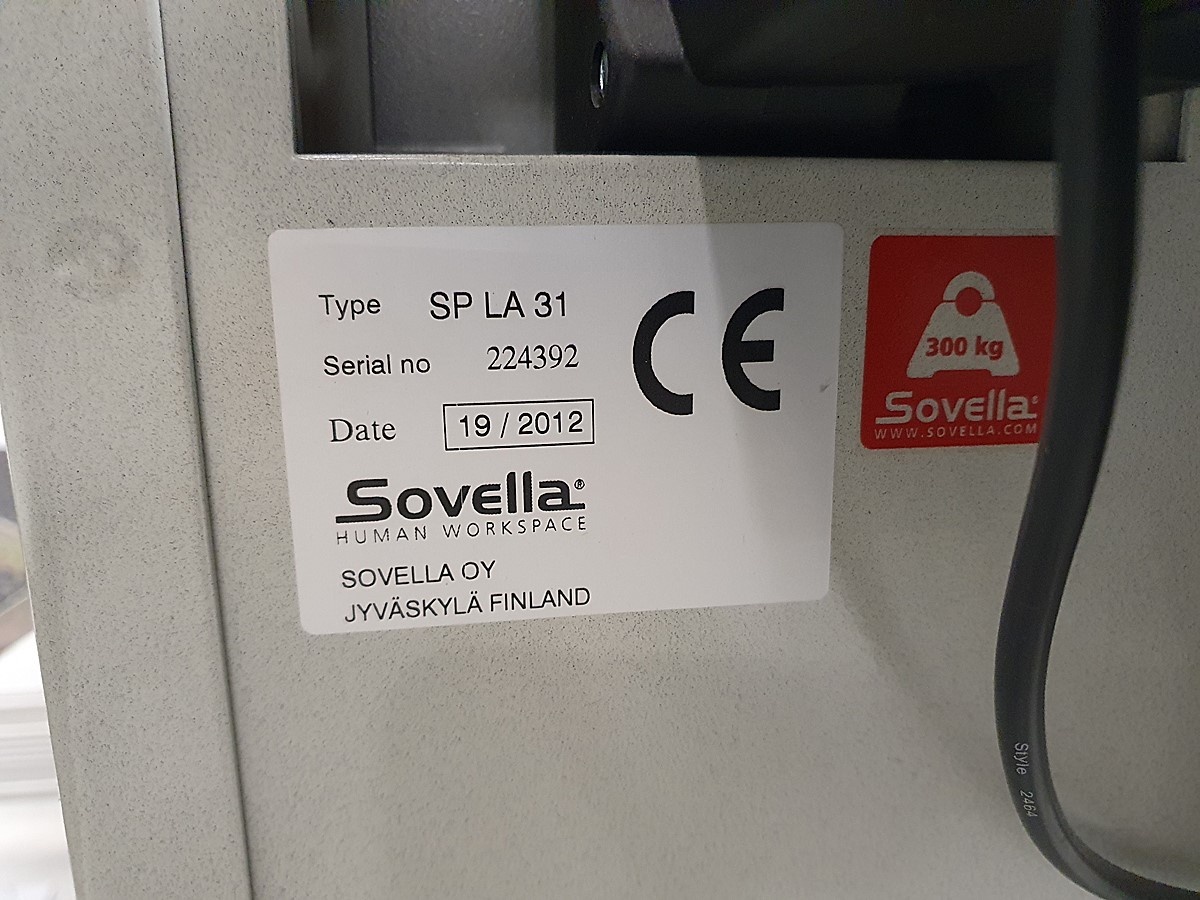 Type SP LA 31
Serial no 224392
Date 19 / 2012
CE
Sovella®
HUMAN WORKSPACE
SOVELLA OY
JYVÄSKYLÄ FINLAND
300 kg
Sovella®
WWW.SOVELLA.COM
Style 2464